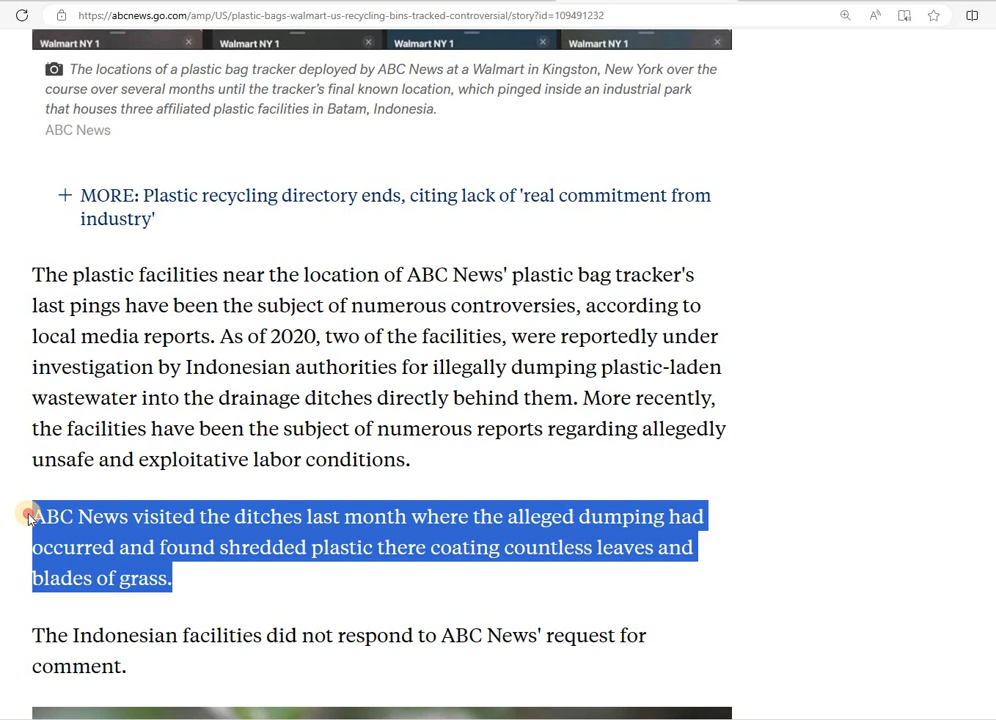 https://abcnews.go.com/amp/US/plastic-bags-walmart-us-recycling-bins-tracked-controversial/story?id=109491232
Walmart NY 1 Walmart NY 1 Walmart NY 1 Walmart NY 1
The locations of a plastic bag tracker deployed by ABC News at a Walmart in Kingston, New York over the
course over several months until the tracker's final known location, which pinged inside an industrial park
that houses three affiliated plastic facilities in Batam, Indonesia.
ABC News
+ MORE: Plastic recycling directory ends, citing lack of 'real commitment from
industry'
The plastic facilities near the location of ABC News' plastic bag tracker's
last pings have been the subject of numerous controversies, according to
local media reports. As of 2020, two of the facilities, were reportedly under
investigation by Indonesian authorities for illegally dumping plastic-laden
wastewater into the drainage ditches directly behind them. More recently,
the facilities have been the subject of numerous reports regarding allegedly
unsafe and exploitative labor conditions.
ABC News visited the ditches last month where the alleged dumping had
occurred and found shredded plastic there coating countless leaves and
blades of grass.
The Indonesian facilities did not respond to ABC News' request for
comment.